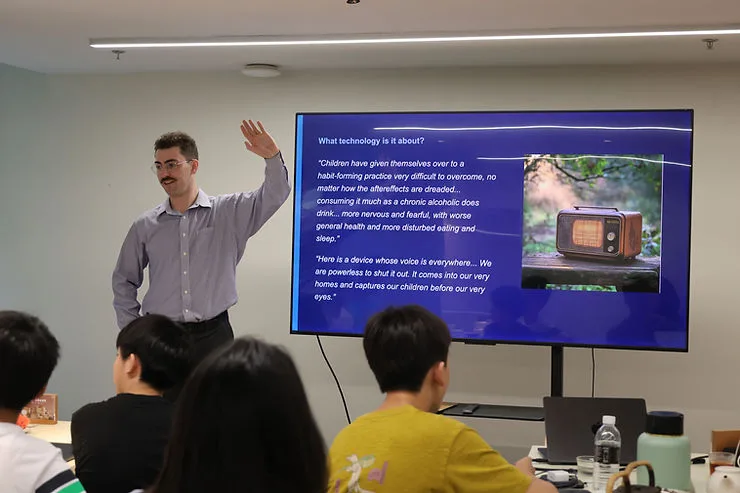 What technology is it about?
"Children have given themselves over to a
habit-forming practice very difficult to overcome, no
matter how the aftereffects are dreaded...
consuming it much as a chronic alcoholic does
drink... more nervous and fearful, with worse
general health and more disturbed eating and
sleep."
"Here is a device whose voice is everywhere... We
are powerless to shut it out. It comes into our very
homes and captures our children before our very
eyes."